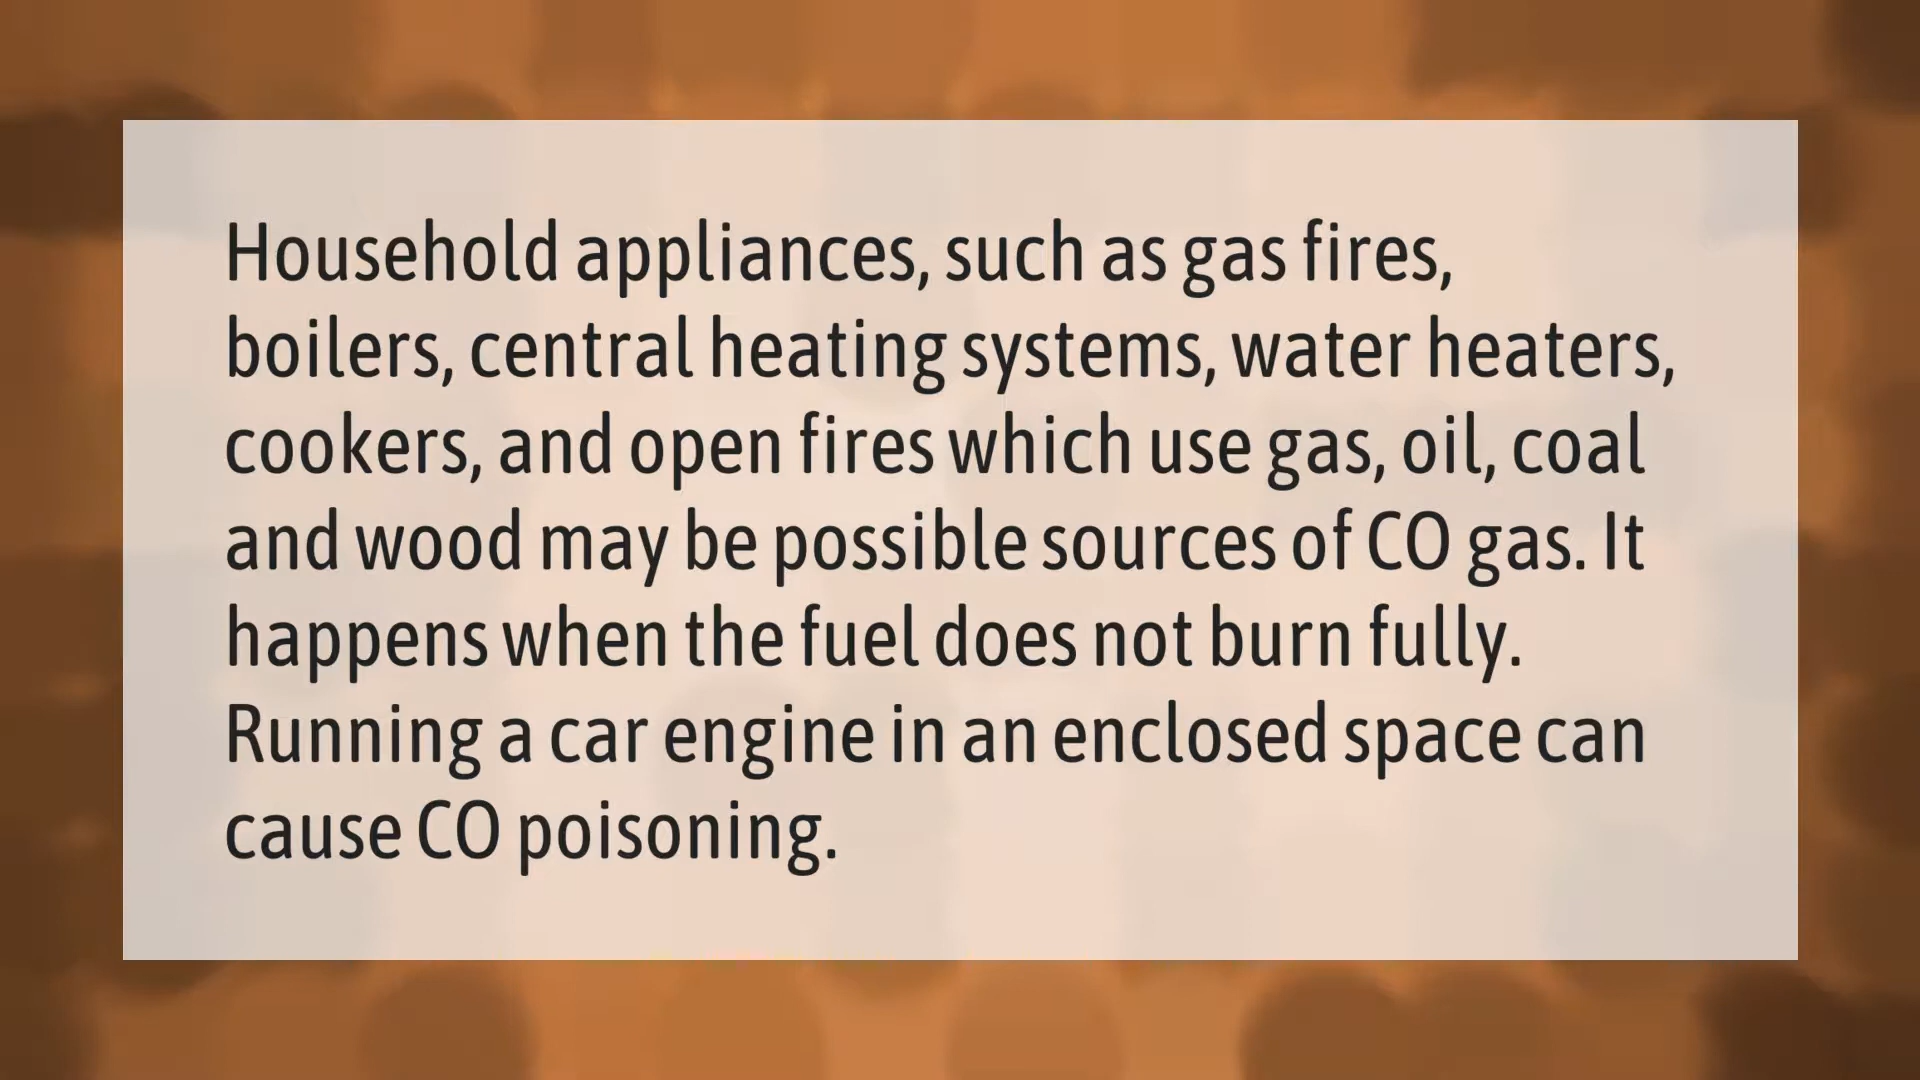 Household appliances, such as gas fires,
boilers, central heating systems, water heaters,
cookers, and open fires which use gas, oil, coal
and wood may be possible sources of CO gas. It
happens when the fuel does not burn fully.
Running a car engine in an enclosed space can
cause CO poisoning.